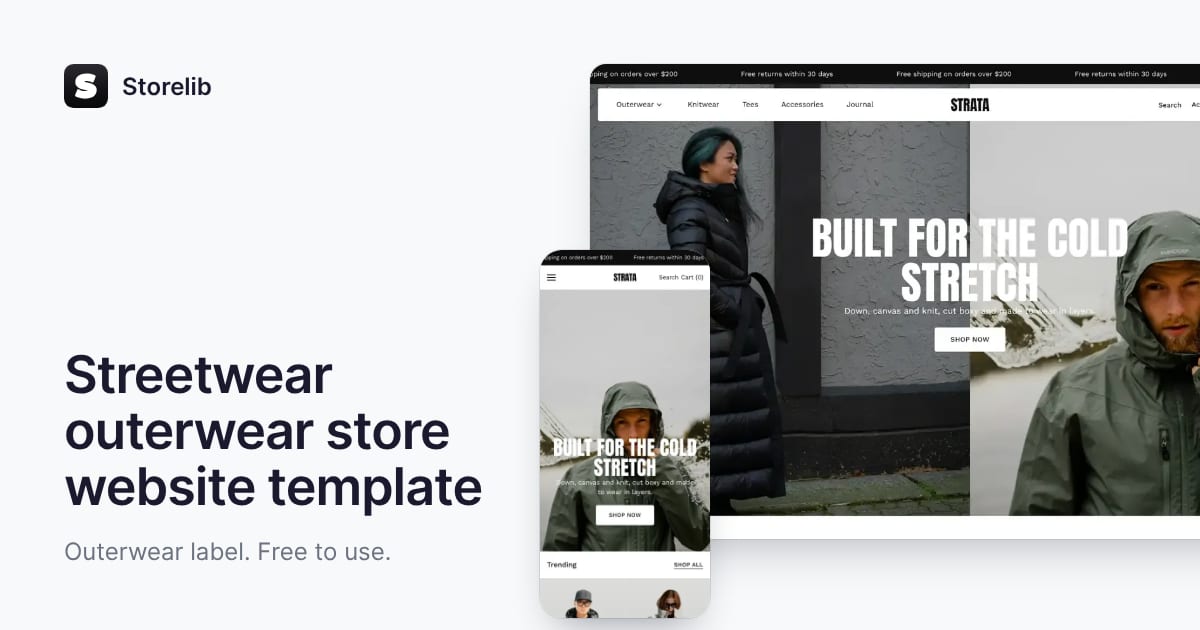 Storelib
Streetwear
outerwear store
website template
Outerwear label. Free to use.
on orders over $200
Free returns within 30 days
Free shipping on orders over $200
Free returns within 30 days
Outerwear
Knitwear
Tees
Accessories
Journal
STRATA
Search
BUILT FOR THE COLD
STRETCH
Down, canvas and knit, cut boxy and made to wear in layers.
SHOP NOW
on orders over $200
Free returns within 30 days
STRATA
Search Cart (0)
BUILT FOR THE COLD
STRETCH
Down, canvas and knit, cut boxy and made
to wear in layers.
SHOP NOW
Trending
SHOP ALL